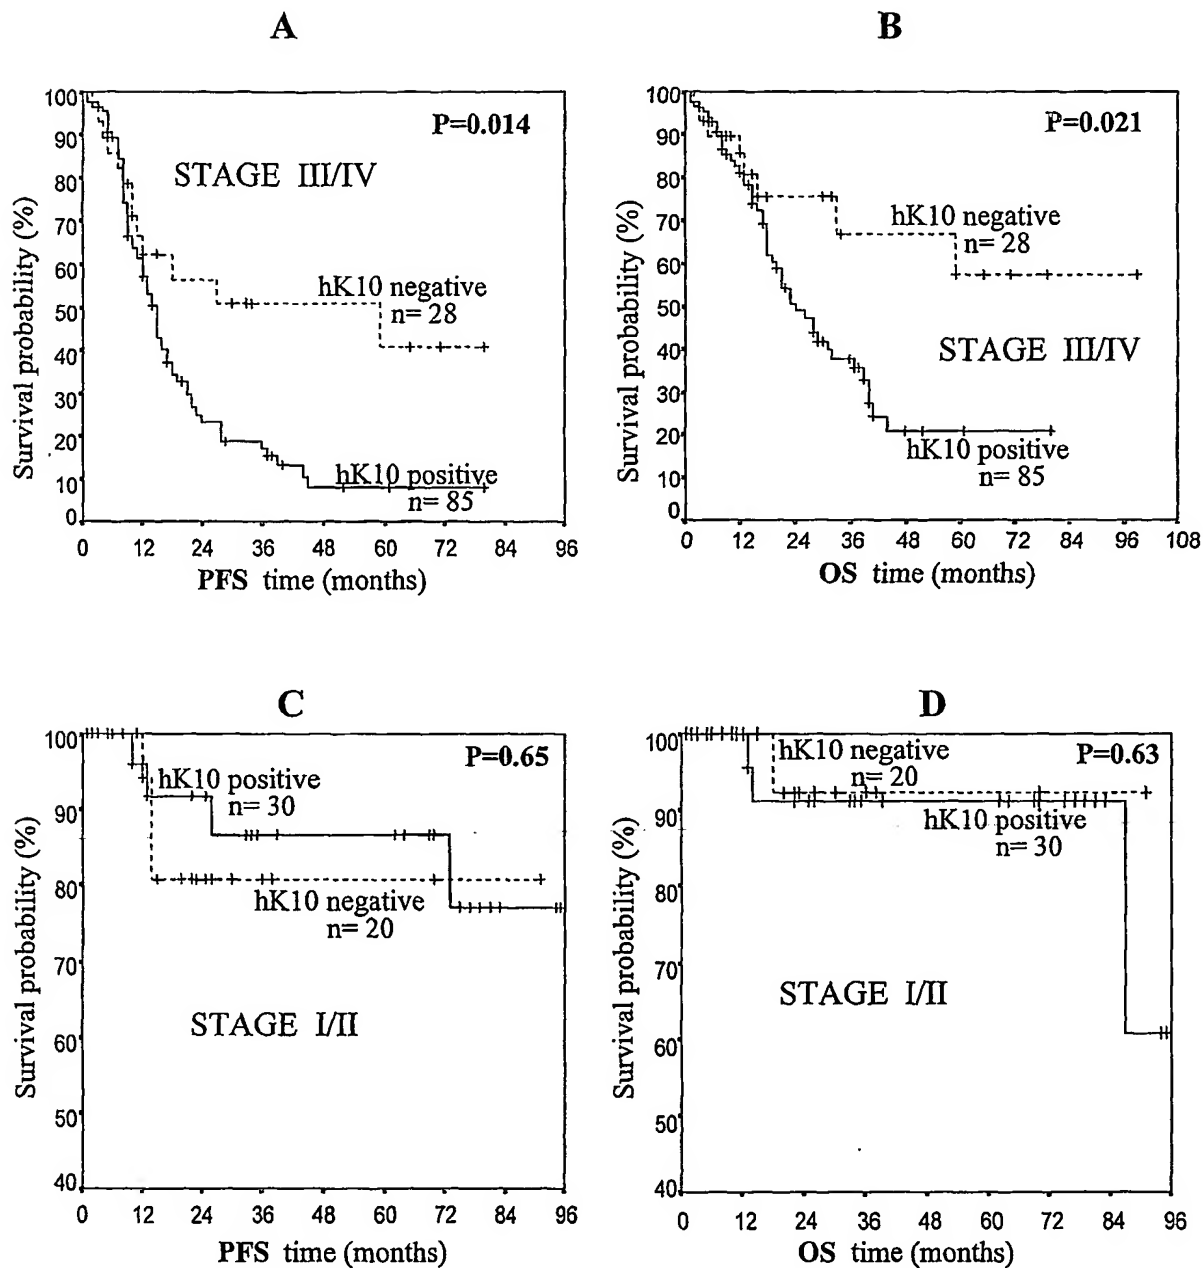 A
P=0.014
STAGE III/IV
hK10 negative
n= 28
hK10 positive
n= 85
Survival probability (%)
100
90
80
70
60
50
40
30
20
10
0
0 12 24 36 48 60 72 84 96
PFS time (months)
B
P=0.021
hK10 negative
n= 28
STAGE III/IV
hK10 positive
n= 85
Survival probability (%)
100
90
80
70
60
50
40
30
20
10
0
0 12 24 36 48 60 72 84 96 108
OS time (months)
C
P=0.65
hK10 positive
n= 30
hK10 negative
n= 20
STAGE I/II
Survival probability (%)
100
90
80
70
60
50
40
0 12 24 36 48 60 72 84 96
PFS time (months)
D
hK10 negative
n= 20
P=0.63
hK10 positive
n= 30
STAGE I/II
Survival probability (%)
100
90
80
70
60
50
40
0 12 24 36 48 60 72 84 96
OS time (months)